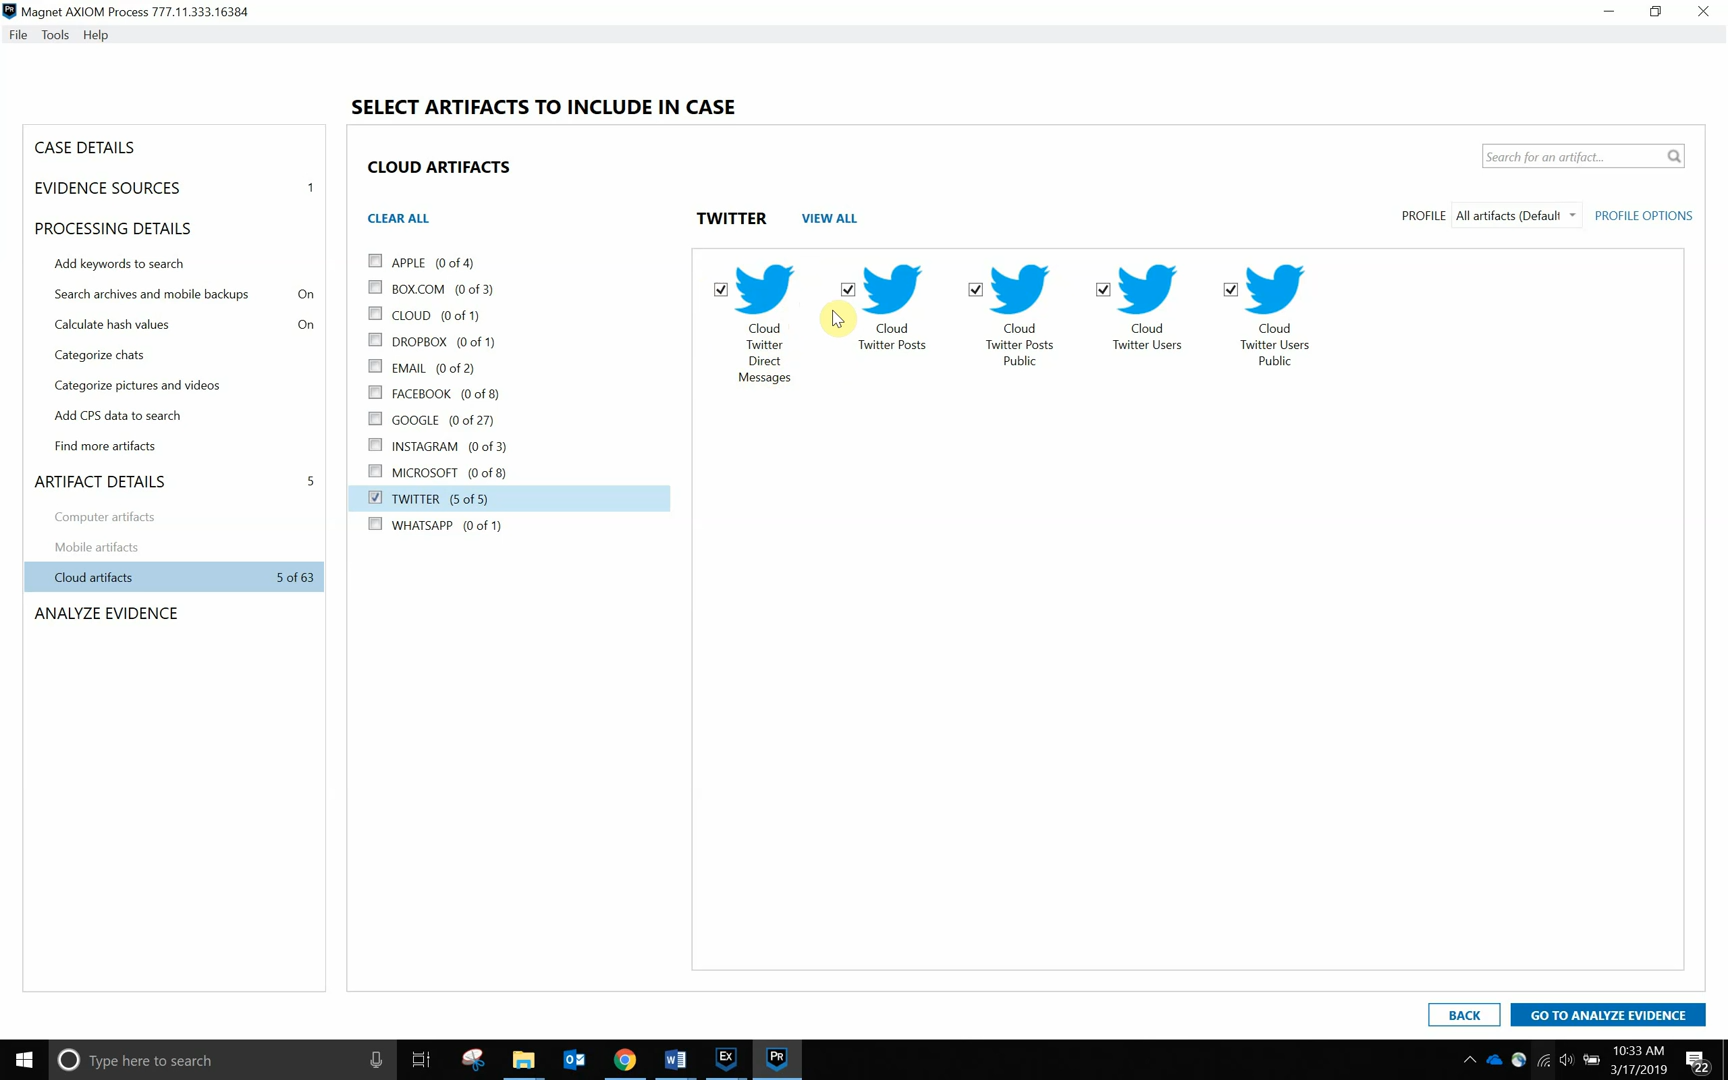 Pr Magnet AXIOM Process 777.11.333.16384
File Tools Help
SELECT ARTIFACTS TO INCLUDE IN CASE
CASE DETAILS
EVIDENCE SOURCES 1
PROCESSING DETAILS
Add keywords to search
Search archives and mobile backups On
Calculate hash values On
Categorize chats
Categorize pictures and videos
Add CPS data to search
Find more artifacts
ARTIFACT DETAILS 5
Computer artifacts
Mobile artifacts
Cloud artifacts 5 of 63
ANALYZE EVIDENCE
CLOUD ARTIFACTS
Search for an artifact...
CLEAR ALL
APPLE (0 of 4)
BOX.COM (0 of 3)
CLOUD (0 of 1)
DROPBOX (0 of 1)
EMAIL (0 of 2)
FACEBOOK (0 of 8)
GOOGLE (0 of 27)
INSTAGRAM (0 of 3)
MICROSOFT (0 of 8)
TWITTER (5 of 5)
WHATSAPP (0 of 1)
TWITTER VIEW ALL
PROFILE All artifacts (Default PROFILE OPTIONS
Cloud
Twitter
Direct
Messages
Cloud
Twitter Posts
Cloud
Twitter Posts
Public
Cloud
Twitter Users
Cloud
Twitter Users
Public
BACK GO TO ANALYZE EVIDENCE
Type here to search
EX
PR
10:33 AM
3/17/2019
22